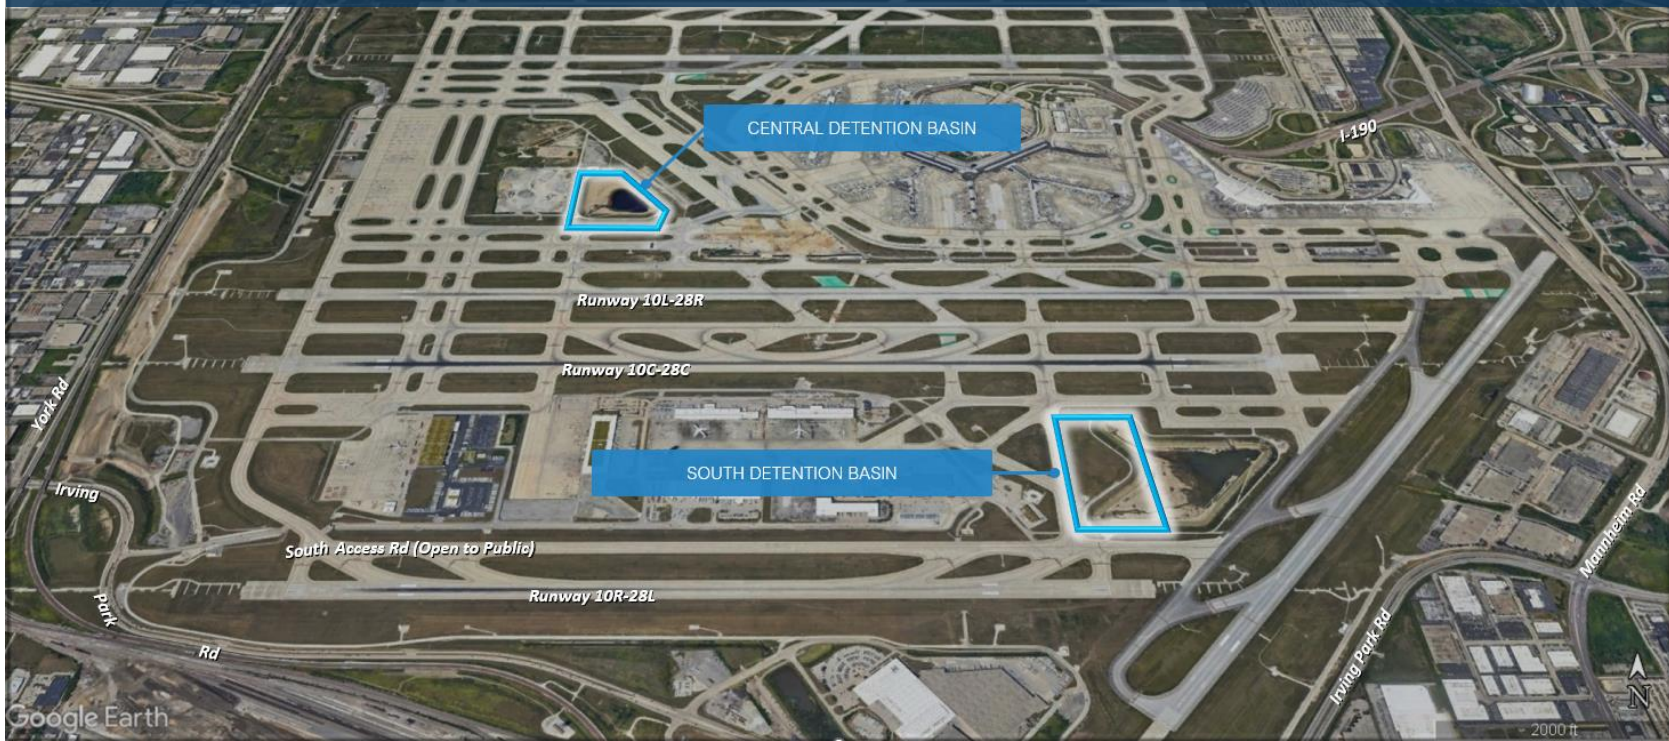 CENTRAL DETENTION BASIN
I-190
Runway 10L-28R
Runway 10C-28C
York Rd
SOUTH DETENTION BASIN
Irving
Park
Rd
South Access Rd (Open to Public)
Mannheim Rd
Runway 10R-28L
Irving Park Rd
N
Google Earth
2000 ft